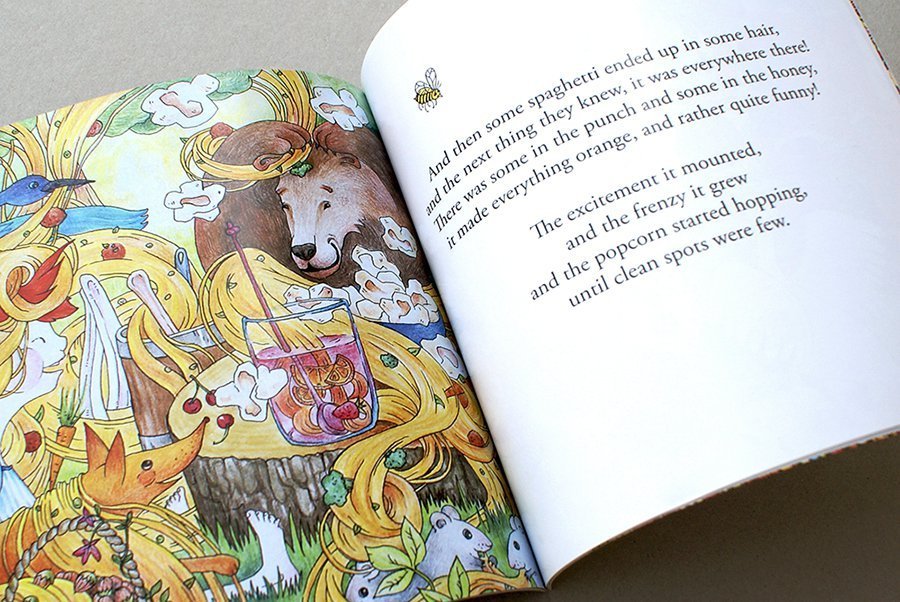 And then some spaghetti ended up in some hair,
and the next thing they knew, it was everywhere there!
There was some in the punch and some in the honey,
it made everything orange, and rather quite funny!
The excitement it mounted,
and the frenzy it grew
and the popcorn started hopping,
until clean spots were few.